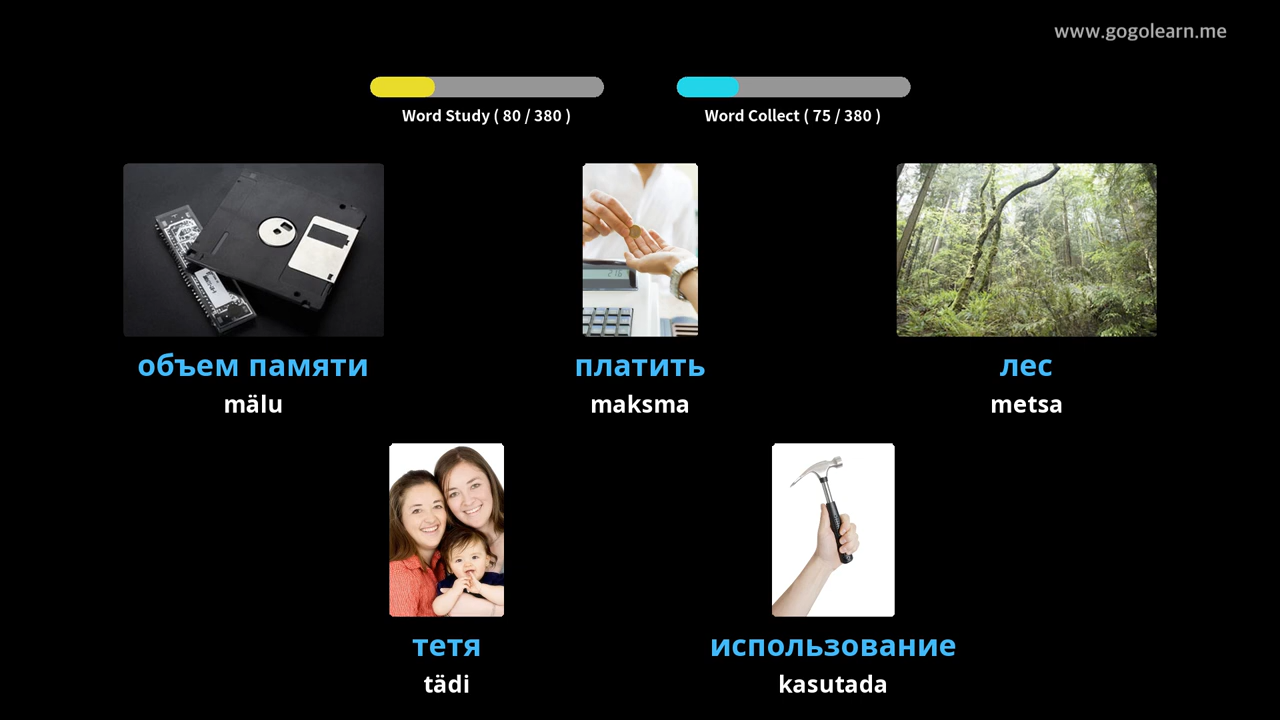 www.gogolearn.me
Word Study ( 80 / 380 )
Word Collect ( 75 / 380 )
объем памяти
mälu
платить
maksma
лес
metsa
тетя
tädi
использование
kasutada